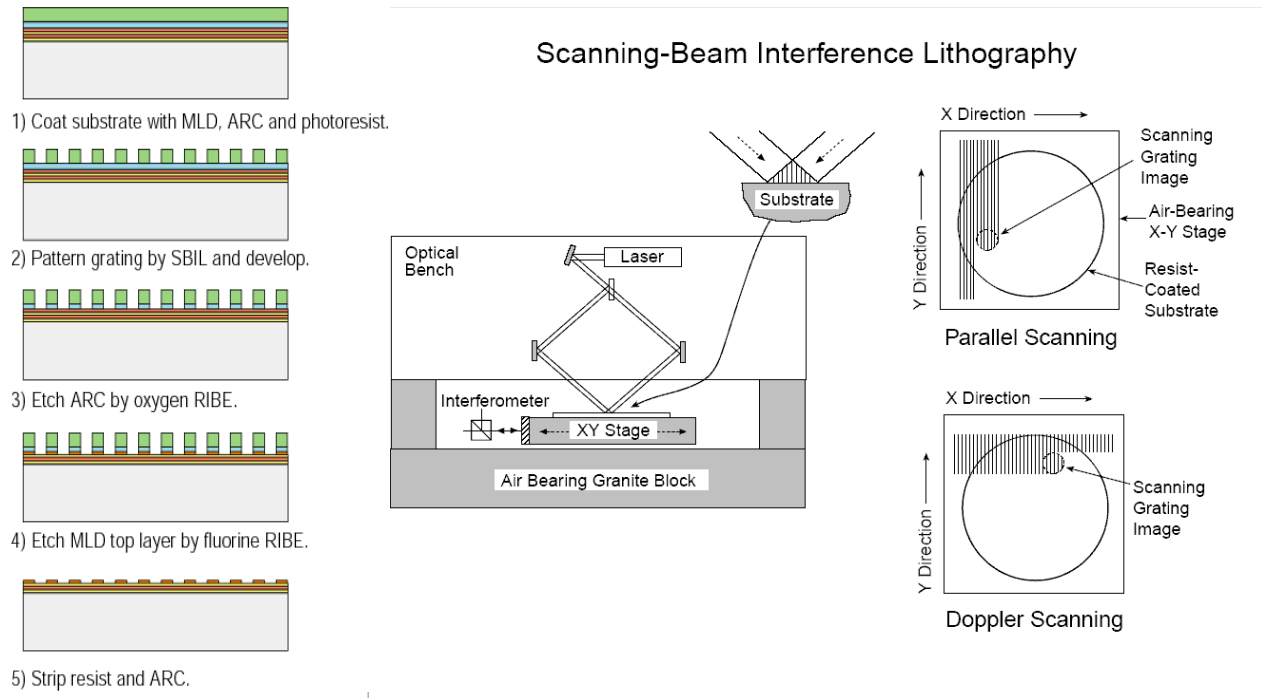 1) Coat substrate with MLD, ARC and photoresist.
2) Pattern grating by SBIL and develop.
3) Etch ARC by oxygen RIBE.
4) Etch MLD top layer by fluorine RIBE.
5) Strip resist and ARC.
Scanning-Beam Interference Lithography
Substrate
Optical
Bench
Laser
Interferometer
XY Stage
Air Bearing Granite Block
X Direction
Y Direction
Scanning
Grating
Image
Air-Bearing
X-Y Stage
Resist-
Coated
Substrate
Parallel Scanning
X Direction
Y Direction
Scanning
Grating
Image
Doppler Scanning